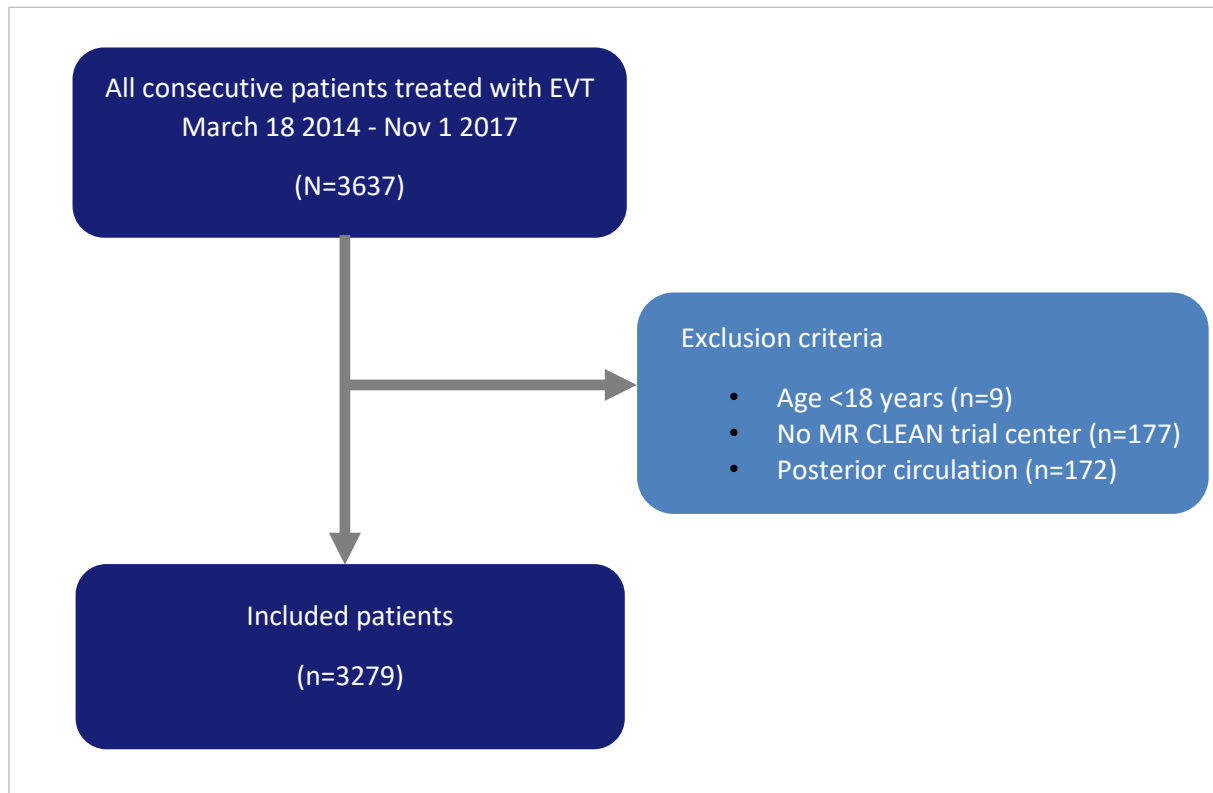 All consecutive patients treated with EVT
March 18 2014 - Nov 1 2017
(N=3637)
Exclusion criteria
• Age <18 years (n=9)
• No MR CLEAN trial center (n=177)
• Posterior circulation (n=172)
Included patients
(n=3279)